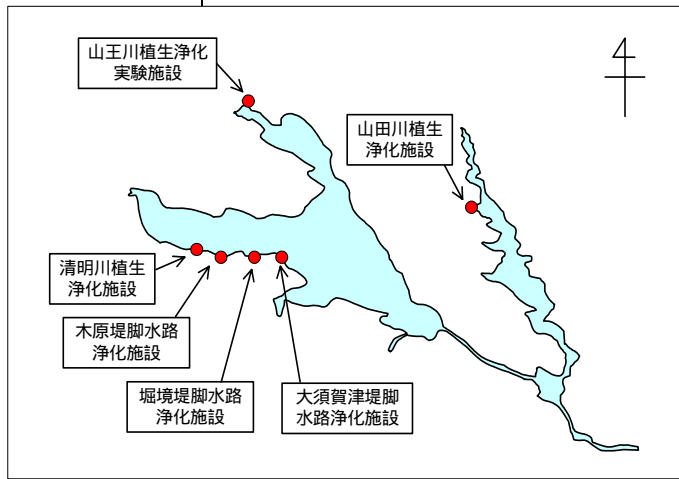 山王川植生浄化
実験施設
山田川植生
浄化施設
清明川植生
浄化施設
木原堤脚水路
浄化施設
堀境堤脚水路
浄化施設
大須賀津堤脚
水路浄化施設